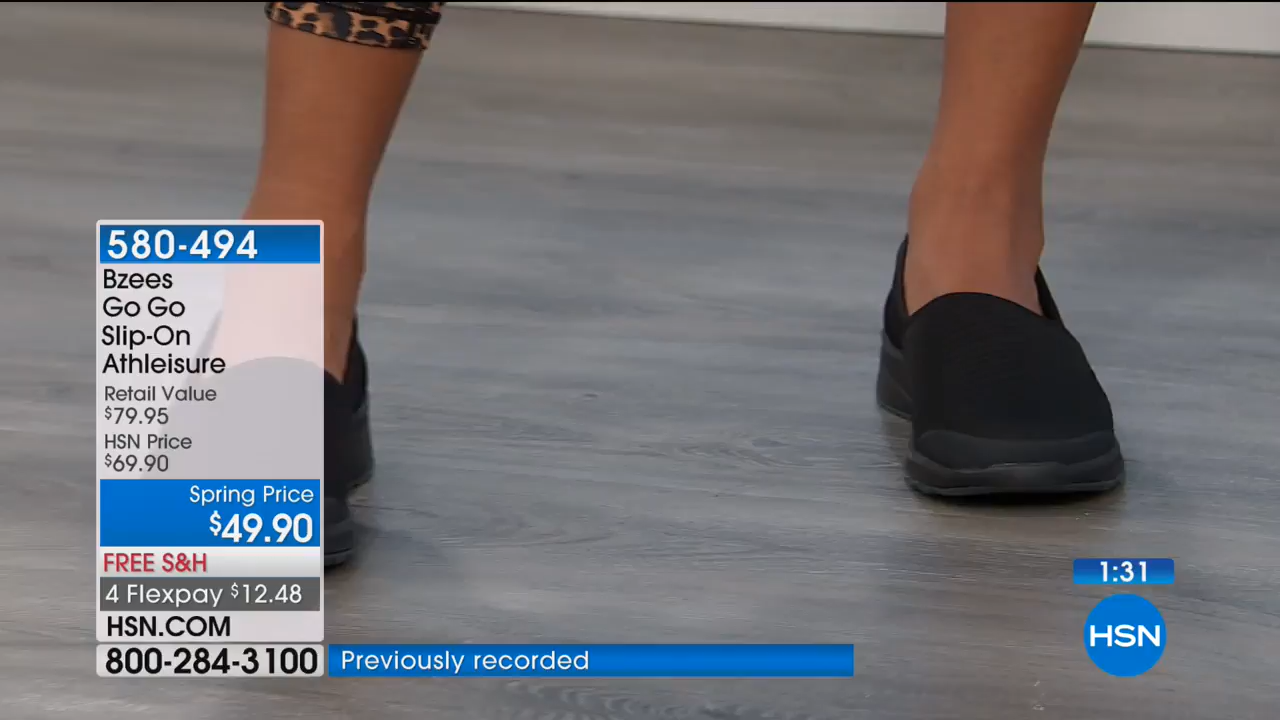 580-494
Bzees
Go Go
Slip-On
Athleisure
Retail Value
$79.95
HSN Price
$69.90
Spring Price
$49.90
FREE S&H
4 Flexpay $12.48
HSN.COM
800-284-3100
Previously recorded
1:31
HSN